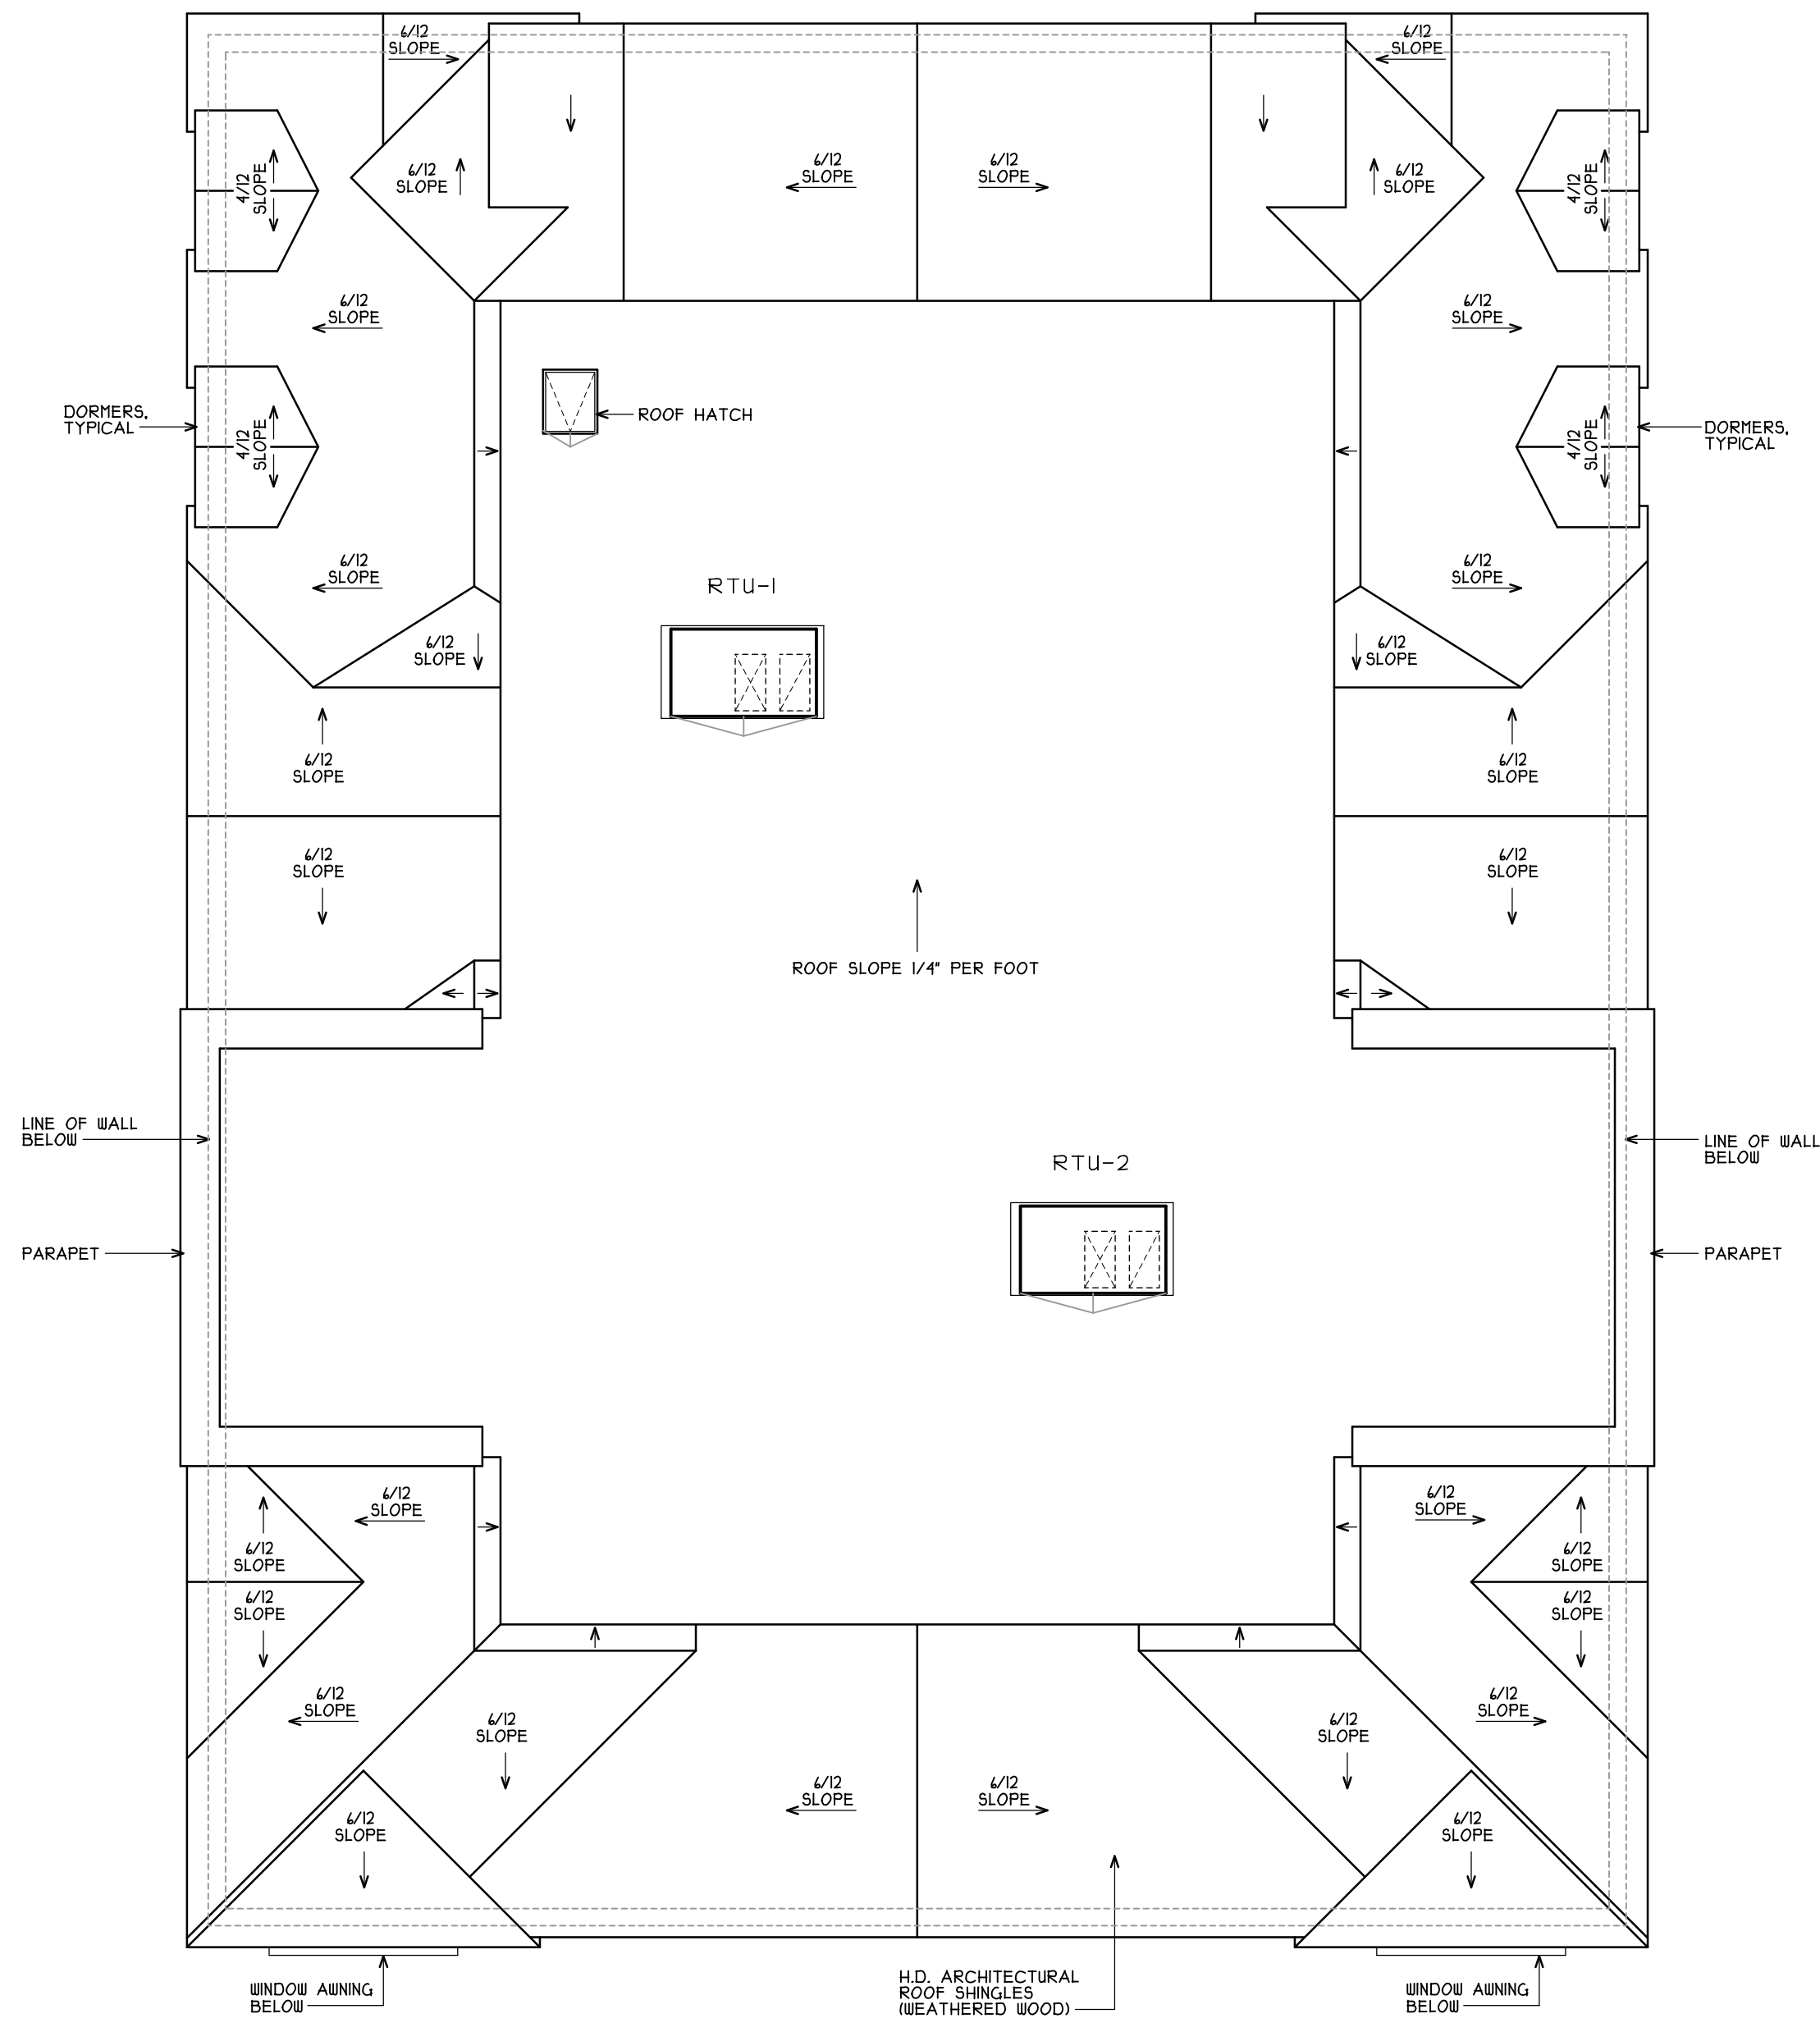 6/12
SLOPE
6/12
SLOPE
6/12
SLOPE
6/12
SLOPE
6/12
SLOPE
6/12
SLOPE
4/12
SLOPE
4/12
SLOPE
6/12
SLOPE
6/12
SLOPE
DORMERS,
TYPICAL
4/12
SLOPE
ROOF HATCH
4/12
SLOPE
DORMERS,
TYPICAL
6/12
SLOPE
6/12
SLOPE
RTU-1
6/12
SLOPE
6/12
SLOPE
6/12
SLOPE
6/12
SLOPE
6/12
SLOPE
6/12
SLOPE
ROOF SLOPE 1/4" PER FOOT
LINE OF WALL
BELOW
LINE OF WALL
BELOW
RTU-2
PARAPET
PARAPET
6/12
SLOPE
6/12
SLOPE
6/12
SLOPE
6/12
SLOPE
6/12
SLOPE
6/12
SLOPE
6/12
SLOPE
6/12
SLOPE
6/12
SLOPE
6/12
SLOPE
6/12
SLOPE
6/12
SLOPE
6/12
SLOPE
6/12
SLOPE
WINDOW AWNING
BELOW
H.D. ARCHITECTURAL
ROOF SHINGLES
(WEATHERED WOOD)
WINDOW AWNING
BELOW